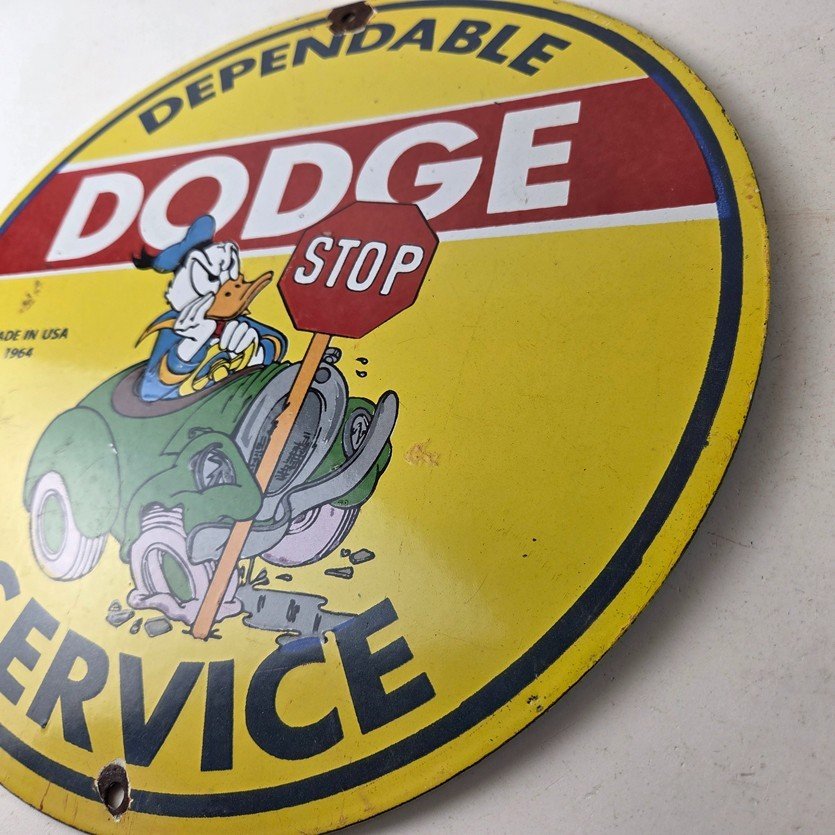 DEPENDABLE
DODGE
STOP
ADE IN USA
1964
SERVICE